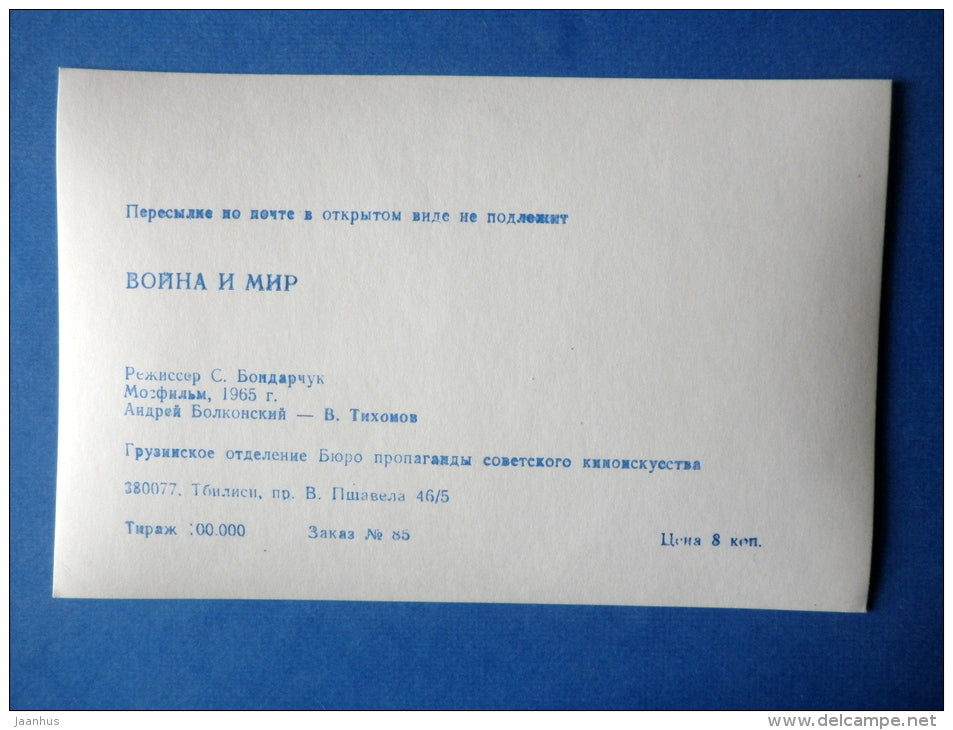 Пересылке по почте в открытом виде не подлежит
ВОЙНА И МИР
Режиссер С. Бондарчук
Мосфильм, 1965 г.
Андрей Болконский — В. Тихонов
Грузинское отделение Бюро пропаганды советского киноискусства
380077, Тбилиси, пр. В. Пшавела 46/5
Тираж 00.000 Заказ № 85 Цена 8 коп.
Jaanhus
www.delcampe.net